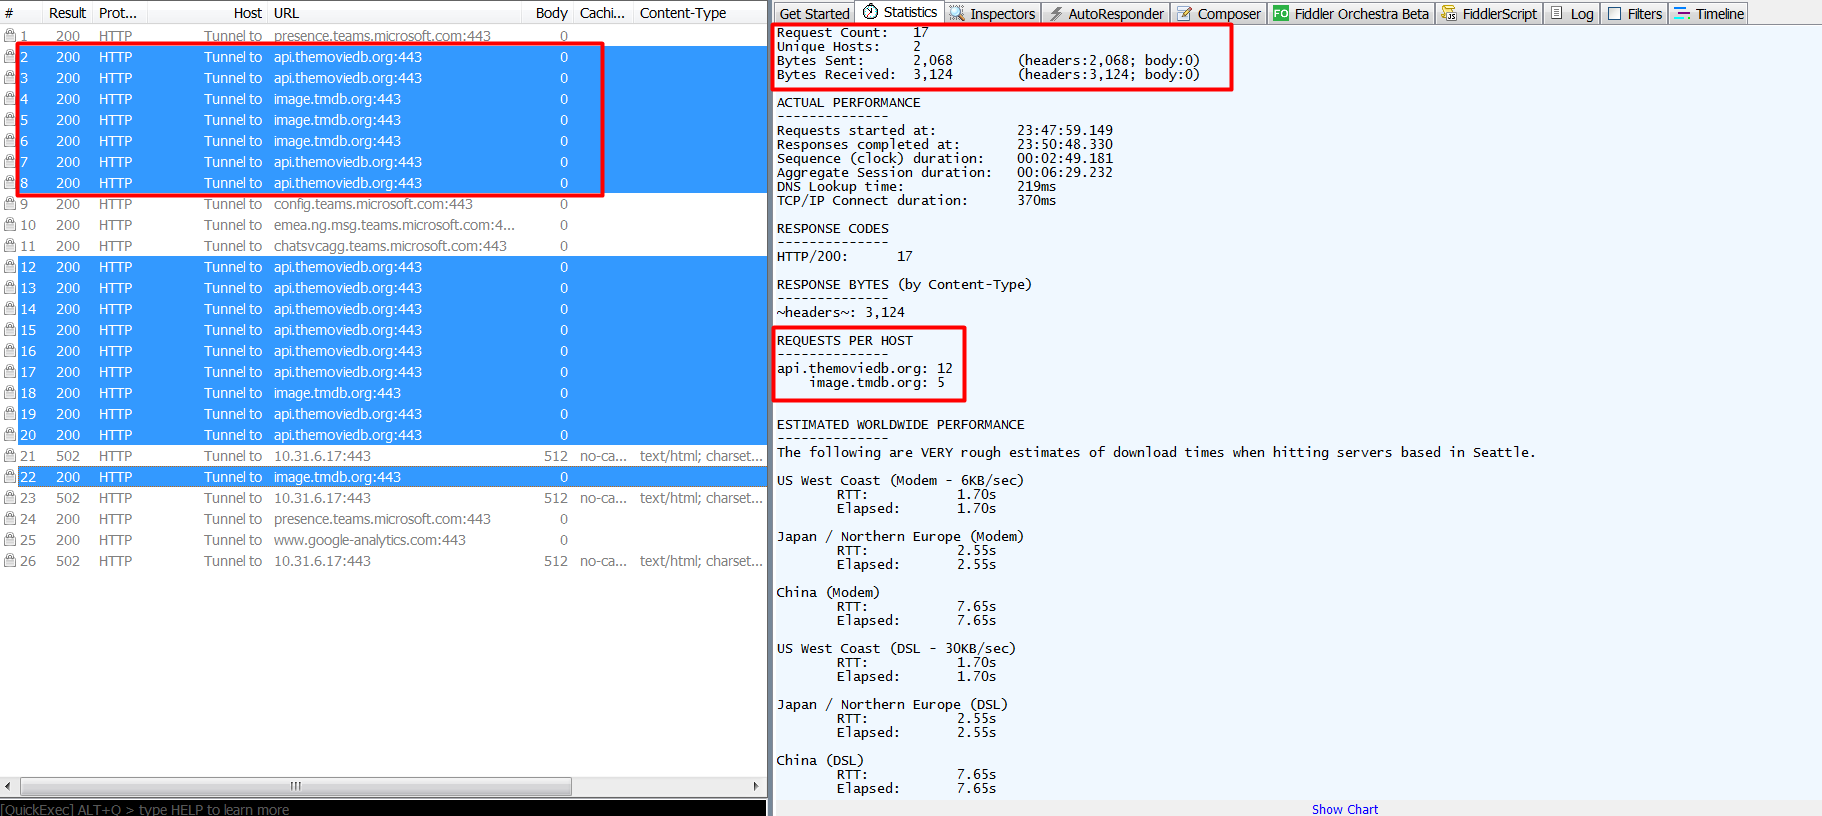 # Result Prot... Host URL Body Cachi... Content-Type
1 200 HTTP Tunnel to presence.teams.microsoft.com:443 0
2 200 HTTP Tunnel to api.themoviedb.org:443 0
3 200 HTTP Tunnel to api.themoviedb.org:443 0
4 200 HTTP Tunnel to image.tmdb.org:443 0
5 200 HTTP Tunnel to image.tmdb.org:443 0
6 200 HTTP Tunnel to image.tmdb.org:443 0
7 200 HTTP Tunnel to api.themoviedb.org:443 0
8 200 HTTP Tunnel to api.themoviedb.org:443 0
9 200 HTTP Tunnel to config.teams.microsoft.com:443 0
10 200 HTTP Tunnel to emea.ng.msg.teams.microsoft.com:4... 0
11 200 HTTP Tunnel to chatsvcagg.teams.microsoft.com:443 0
12 200 HTTP Tunnel to api.themoviedb.org:443 0
13 200 HTTP Tunnel to api.themoviedb.org:443 0
14 200 HTTP Tunnel to api.themoviedb.org:443 0
15 200 HTTP Tunnel to api.themoviedb.org:443 0
16 200 HTTP Tunnel to api.themoviedb.org:443 0
17 200 HTTP Tunnel to api.themoviedb.org:443 0
18 200 HTTP Tunnel to image.tmdb.org:443 0
19 200 HTTP Tunnel to api.themoviedb.org:443 0
20 200 HTTP Tunnel to api.themoviedb.org:443 0
21 502 HTTP Tunnel to 10.31.6.17:443 512 no-ca... text/html; charset...
22 200 HTTP Tunnel to image.tmdb.org:443 0
23 502 HTTP Tunnel to 10.31.6.17:443 512 no-ca... text/html; charset...
24 200 HTTP Tunnel to presence.teams.microsoft.com:443 0
25 200 HTTP Tunnel to www.google-analytics.com:443 0
26 502 HTTP Tunnel to 10.31.6.17:443 512 no-ca... text/html; charset...
[QuickExec] ALT+Q > type HELP to learn more
Get Started Statistics Inspectors AutoResponder Composer FO Fiddler Orchestra Beta FiddlerScript Log Filters Timeline
Request Count: 17
Unique Hosts: 2
Bytes Sent: 2,068 (headers:2,068; body:0)
Bytes Received: 3,124 (headers:3,124; body:0)
ACTUAL PERFORMANCE
--------------
Requests started at: 23:47:59.149
Responses completed at: 23:50:48.330
Sequence (clock) duration: 00:02:49.181
Aggregate Session duration: 00:06:29.232
DNS Lookup time: 219ms
TCP/IP Connect duration: 370ms
RESPONSE CODES
--------------
HTTP/200: 17
RESPONSE BYTES (by Content-Type)
--------------
~headers~: 3,124
REQUESTS PER HOST
--------------
api.themoviedb.org: 12
image.tmdb.org: 5
ESTIMATED WORLDWIDE PERFORMANCE
--------------
The following are VERY rough estimates of download times when hitting servers based in Seattle.
US West Coast (Modem - 6KB/sec)
RTT: 1.70s
Elapsed: 1.70s
Japan / Northern Europe (Modem)
RTT: 2.55s
Elapsed: 2.55s
China (Modem)
RTT: 7.65s
Elapsed: 7.65s
US West Coast (DSL - 30KB/sec)
RTT: 1.70s
Elapsed: 1.70s
Japan / Northern Europe (DSL)
RTT: 2.55s
Elapsed: 2.55s
China (DSL)
RTT: 7.65s
Elapsed: 7.65s
Show Chart